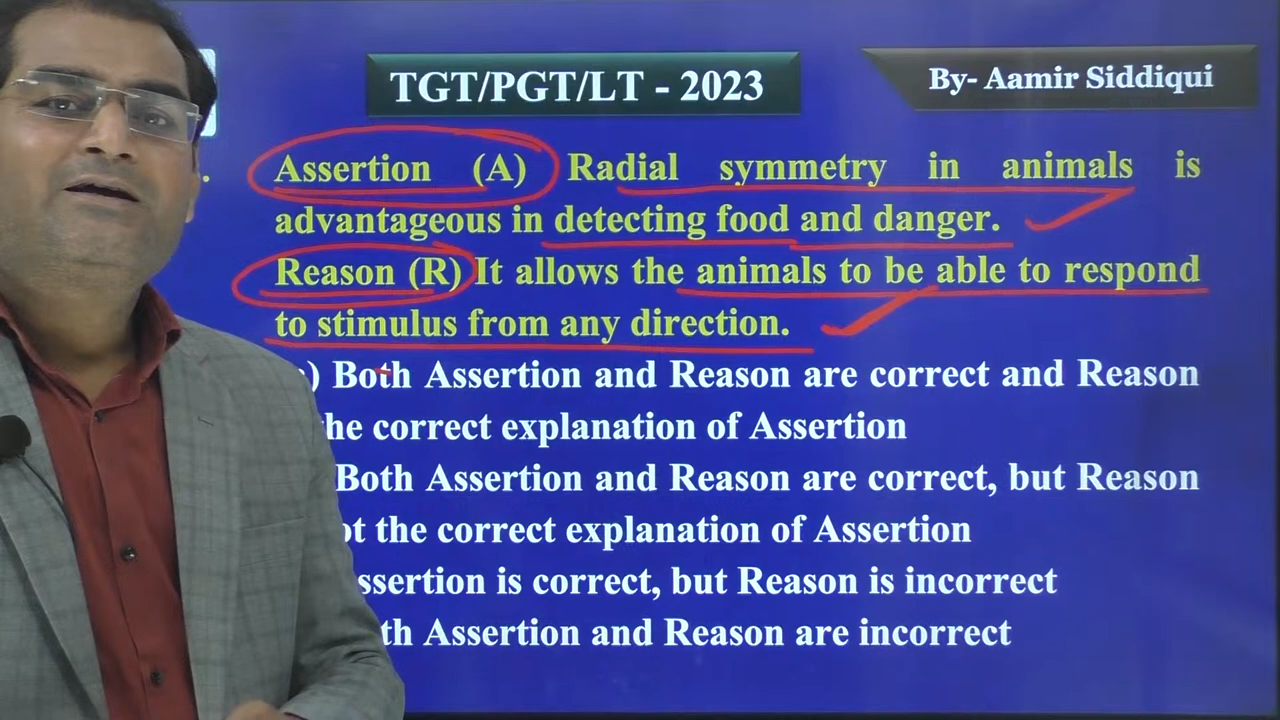 TGT/PGT/LT - 2023
By- Aamir Siddiqui
Assertion (A) Radial symmetry in animals is
advantageous in detecting food and danger.
Reason (R) It allows the animals to be able to respond
to stimulus from any direction.
) Both Assertion and Reason are correct and Reason
the correct explanation of Assertion
Both Assertion and Reason are correct, but Reason
the correct explanation of Assertion
is correct, but Reason is incorrect
Assertion and Reason are incorrect